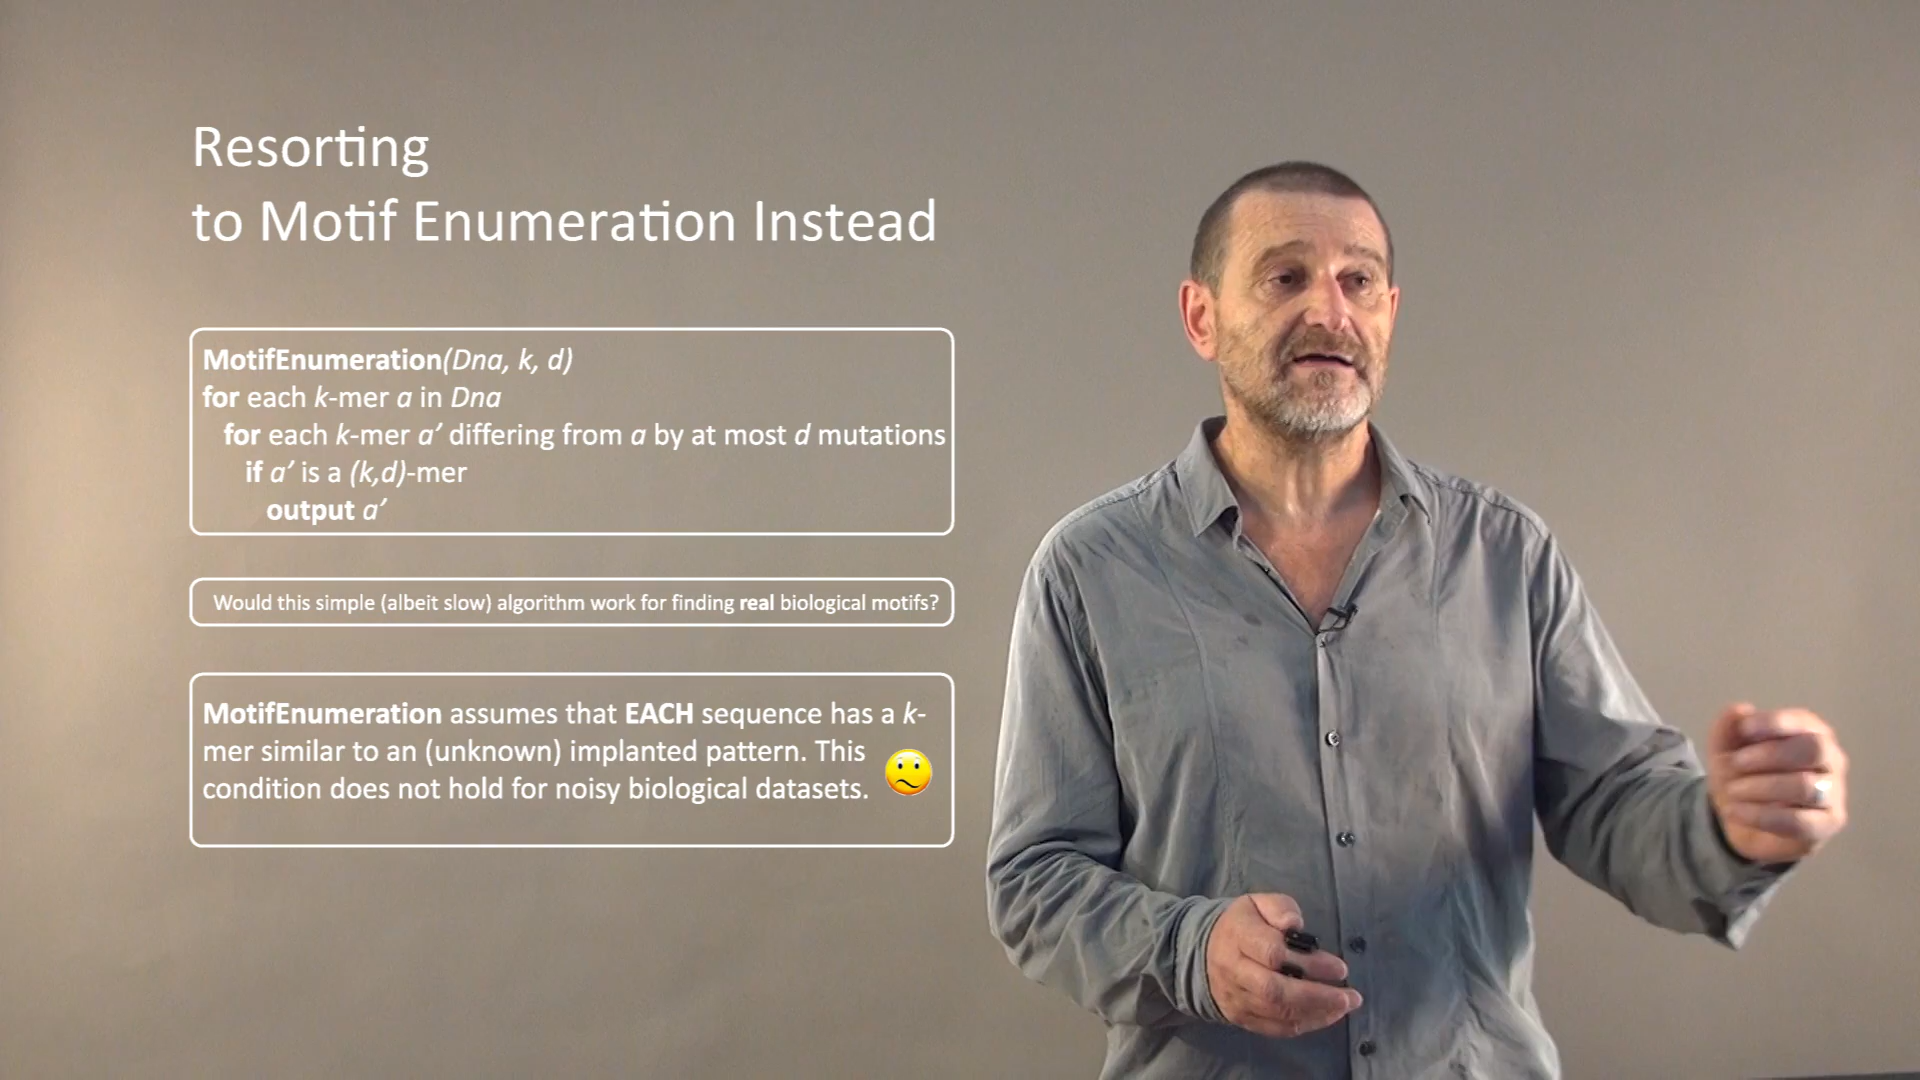 Resorting
to Motif Enumeration Instead
MotifEnumeration(Dna, k, d)
for each k-mer a in Dna
for each k-mer a’ differing from a by at most d mutations
if a’ is a (k,d)-mer
output a’
Would this simple (albeit slow) algorithm work for finding real biological motifs?
MotifEnumeration assumes that EACH sequence has a k-
mer similar to an (unknown) implanted pattern. This
condition does not hold for noisy biological datasets.